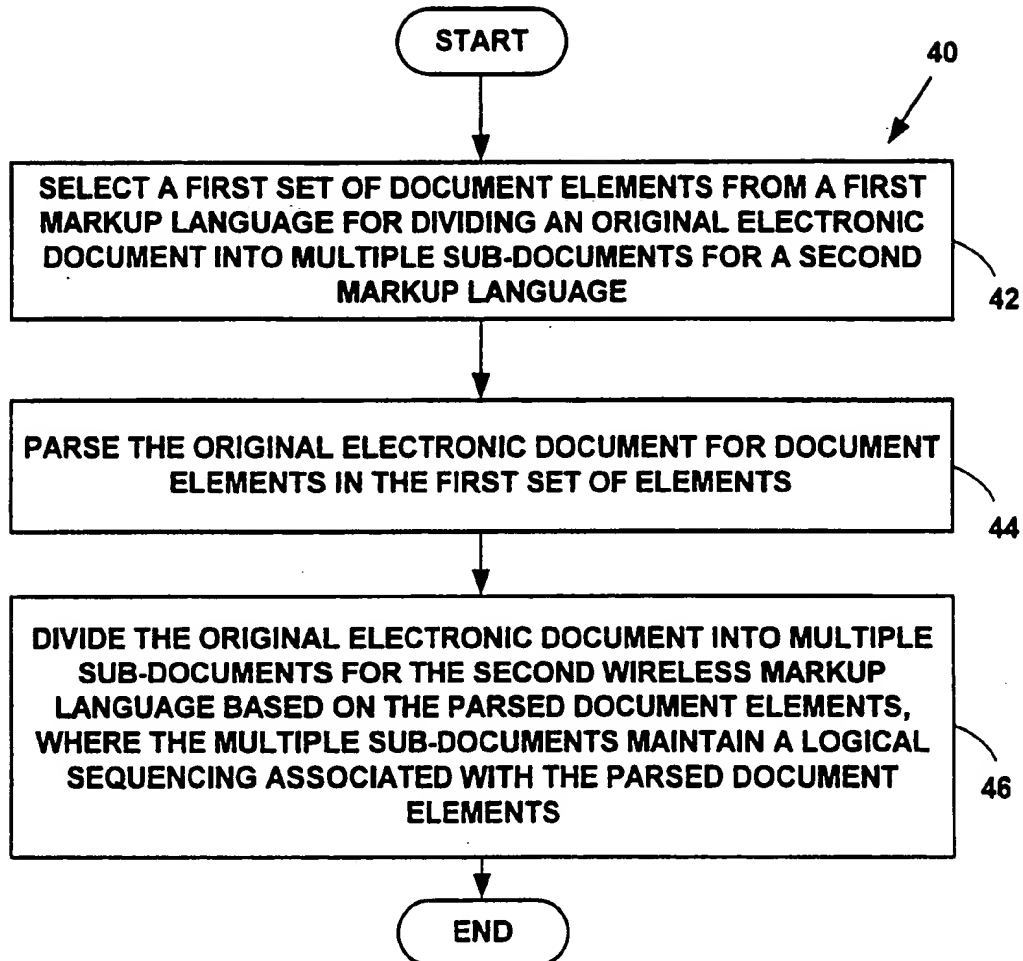 START
40
SELECT A FIRST SET OF DOCUMENT ELEMENTS FROM A FIRST
MARKUP LANGUAGE FOR DIVIDING AN ORIGINAL ELECTRONIC
DOCUMENT INTO MULTIPLE SUB-DOCUMENTS FOR A SECOND
MARKUP LANGUAGE
42
PARSE THE ORIGINAL ELECTRONIC DOCUMENT FOR DOCUMENT
ELEMENTS IN THE FIRST SET OF ELEMENTS
44
DIVIDE THE ORIGINAL ELECTRONIC DOCUMENT INTO MULTIPLE
SUB-DOCUMENTS FOR THE SECOND WIRELESS MARKUP
LANGUAGE BASED ON THE PARSED DOCUMENT ELEMENTS,
WHERE THE MULTIPLE SUB-DOCUMENTS MAINTAIN A LOGICAL
SEQUENCING ASSOCIATED WITH THE PARSED DOCUMENT
ELEMENTS
46
END